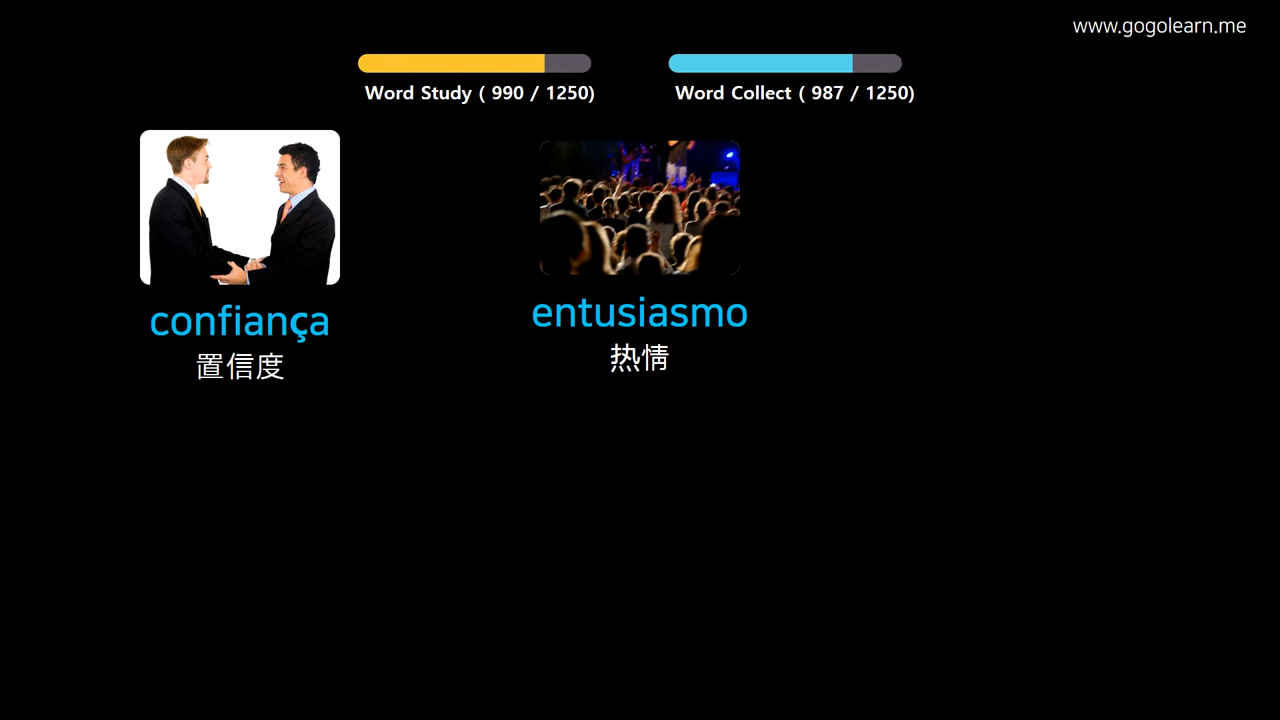 www.gogolearn.me
Word Study ( 990 / 1250)
Word Collect ( 987 / 1250)
confiança
置信度
entusiasmo
热情